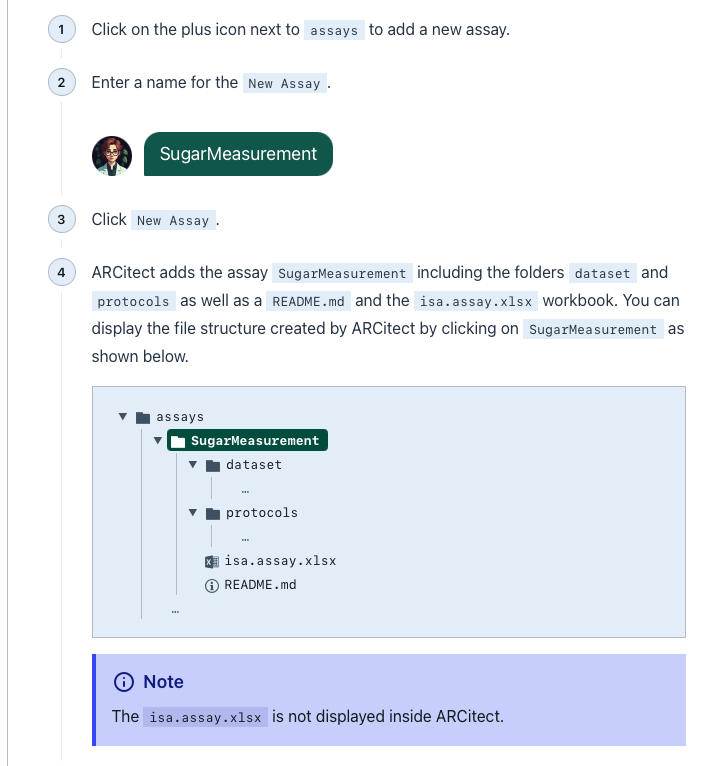 1 Click on the plus icon next to assays to add a new assay.
2 Enter a name for the New Assay.
SugarMeasurement
3 Click New Assay.
4 ARCitect adds the assay SugarMeasurement including the folders dataset and
protocols as well as a README.md and the isa.assay.xlsx workbook. You can
display the file structure created by ARCitect by clicking on SugarMeasurement as
shown below.
assays
SugarMeasurement
dataset
…
protocols
…
isa.assay.xlsx
README.md
…
Note
The isa.assay.xlsx is not displayed inside ARCitect.